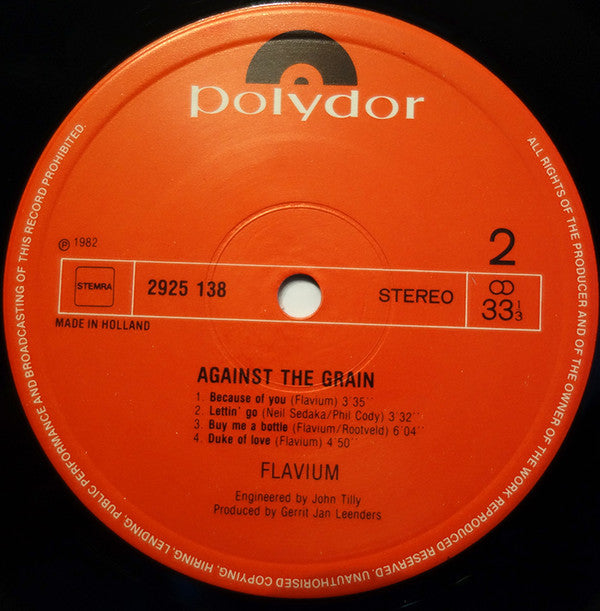 polydor
℗ 1982
2
STEMRA
2925 138
STEREO
33 1/3
MADE IN HOLLAND
AGAINST THE GRAIN
1. Because of you (Flavium) 3'35''
2. Lettin' go (Neil Sedaka/Phil Cody) 3'32''
3. Buy me a bottle (Flavium/Rootveld) 6'04''
4. Duke of love (Flavium) 4'50''
FLAVIUM
Engineered by John Tilly
Produced by Gerrit Jan Leenders
ALL RIGHTS OF THE PRODUCER AND OF THE OWNER OF THE WORK REPRODUCED RESERVED. UNAUTHORISED COPYING, HIRING, LENDING, PUBLIC PERFORMANCE AND BROADCASTING OF THIS RECORD PROHIBITED.